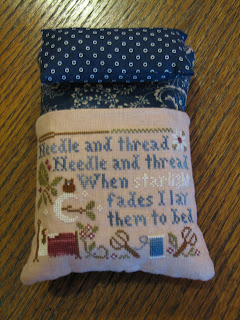 Needle and thread
Needle and thread
When starlight
fades I lay
them to bed